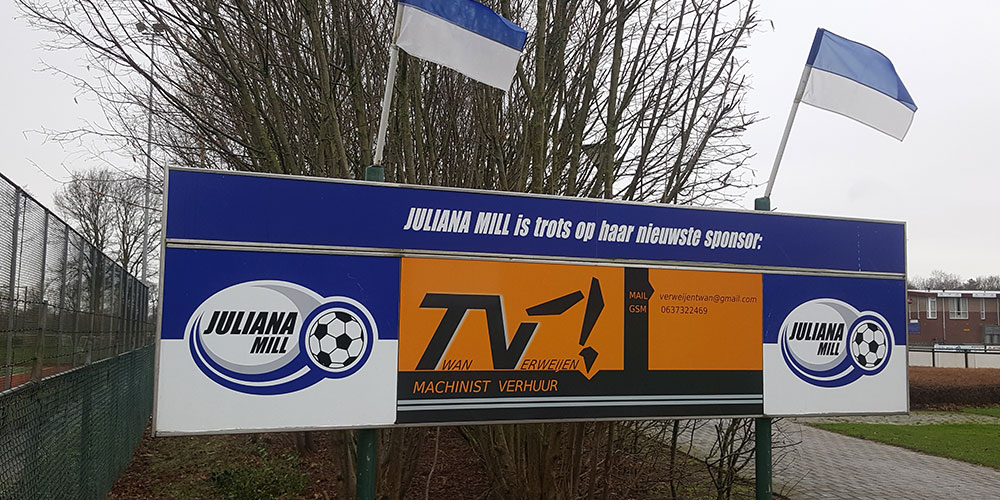 JULIANA MILL is trots op haar nieuwste sponsor:
JULIANA
MILL
TV!
WAN VERWEIJEN
MACHINIST VERHUUR
MAIL verweijentwan@gmail.com
GSM 0637322469
JULIANA
MILL